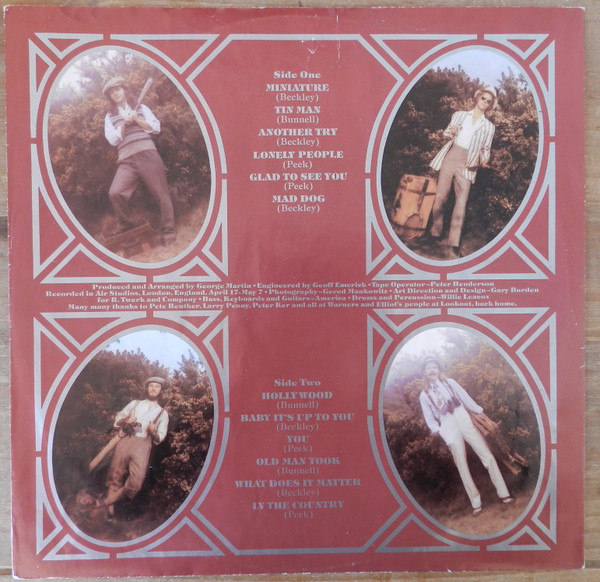 Side One
MINIATURE
(Beckley)
TIN MAN
(Bunnell)
ANOTHER TRY
(Beckley)
LONELY PEOPLE
(Peek)
GLAD TO SEE YOU
(Peek)
MAD DOG
(Beckley)
Produced and Arranged by George Martin • Engineered by Geoff Emerick • Tape Operator–Peter Henderson
Recorded in Air Studios, London, England, April 17-May 7 • Photography–Gered Mankowitz • Art Direction and Design–Gary Burden
for R. Twerk and Company • Bass, Keyboards and Guitars–America • Drums and Percussion–Willie Leacox
Many many thanks to Pete Reuther, Larry Penny, Peter Ker and all at Warners and Elliot's people at Lookout, back home.
Side Two
HOLLYWOOD
(Bunnell)
BABY IT'S UP TO YOU
(Beckley)
YOU
(Peek)
OLD MAN TOOK
(Bunnell)
WHAT DOES IT MATTER
(Beckley)
IN THE COUNTRY
(Peek)